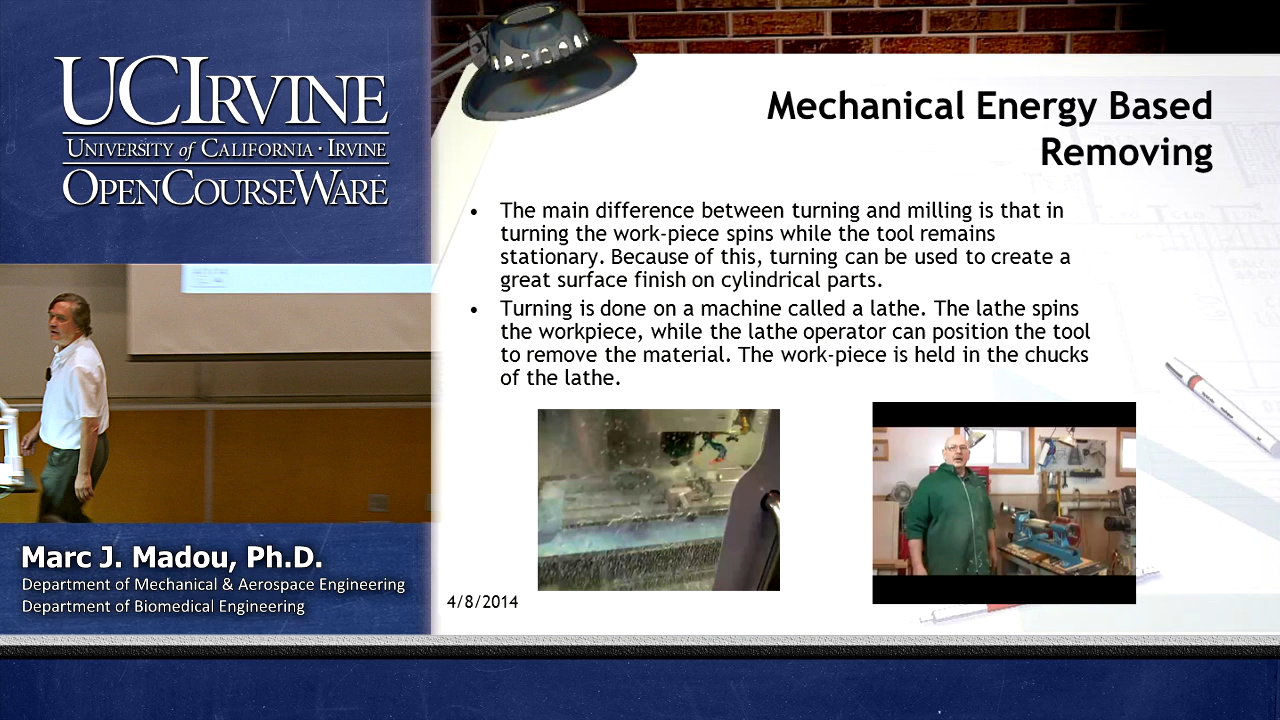 UCIRVINE
UNIVERSITY of CALIFORNIA · IRVINE
OPENCOURSEWARE
Mechanical Energy Based
Removing
• The main difference between turning and milling is that in
turning the work-piece spins while the tool remains
stationary. Because of this, turning can be used to create a
great surface finish on cylindrical parts.
• Turning is done on a machine called a lathe. The lathe spins
the workpiece, while the lathe operator can position the tool
to remove the material. The work-piece is held in the chucks
of the lathe.
Marc J. Madou, Ph.D.
Department of Mechanical & Aerospace Engineering
Department of Biomedical Engineering
4/8/2014